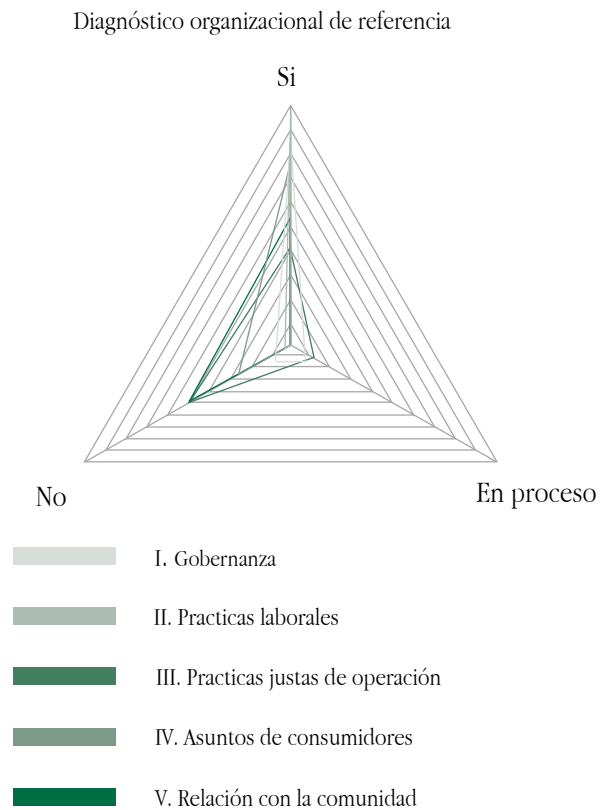 Diagnóstico organizacional de referencia
Si
No
En proceso
I. Gobernanza
II. Practicas laborales
III. Practicas justas de operación
IV. Asuntos de consumidores
V. Relación con la comunidad